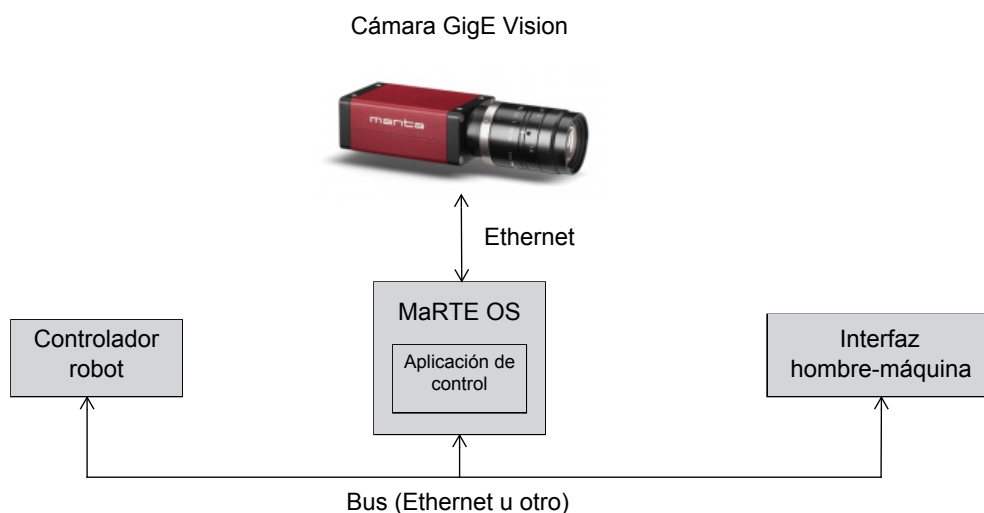 Cámara GigE Vision
manta
Ethernet
MaRTE OS
Aplicación de
control
Controlador
robot
Interfaz
hombre-máquina
Bus (Ethernet u otro)